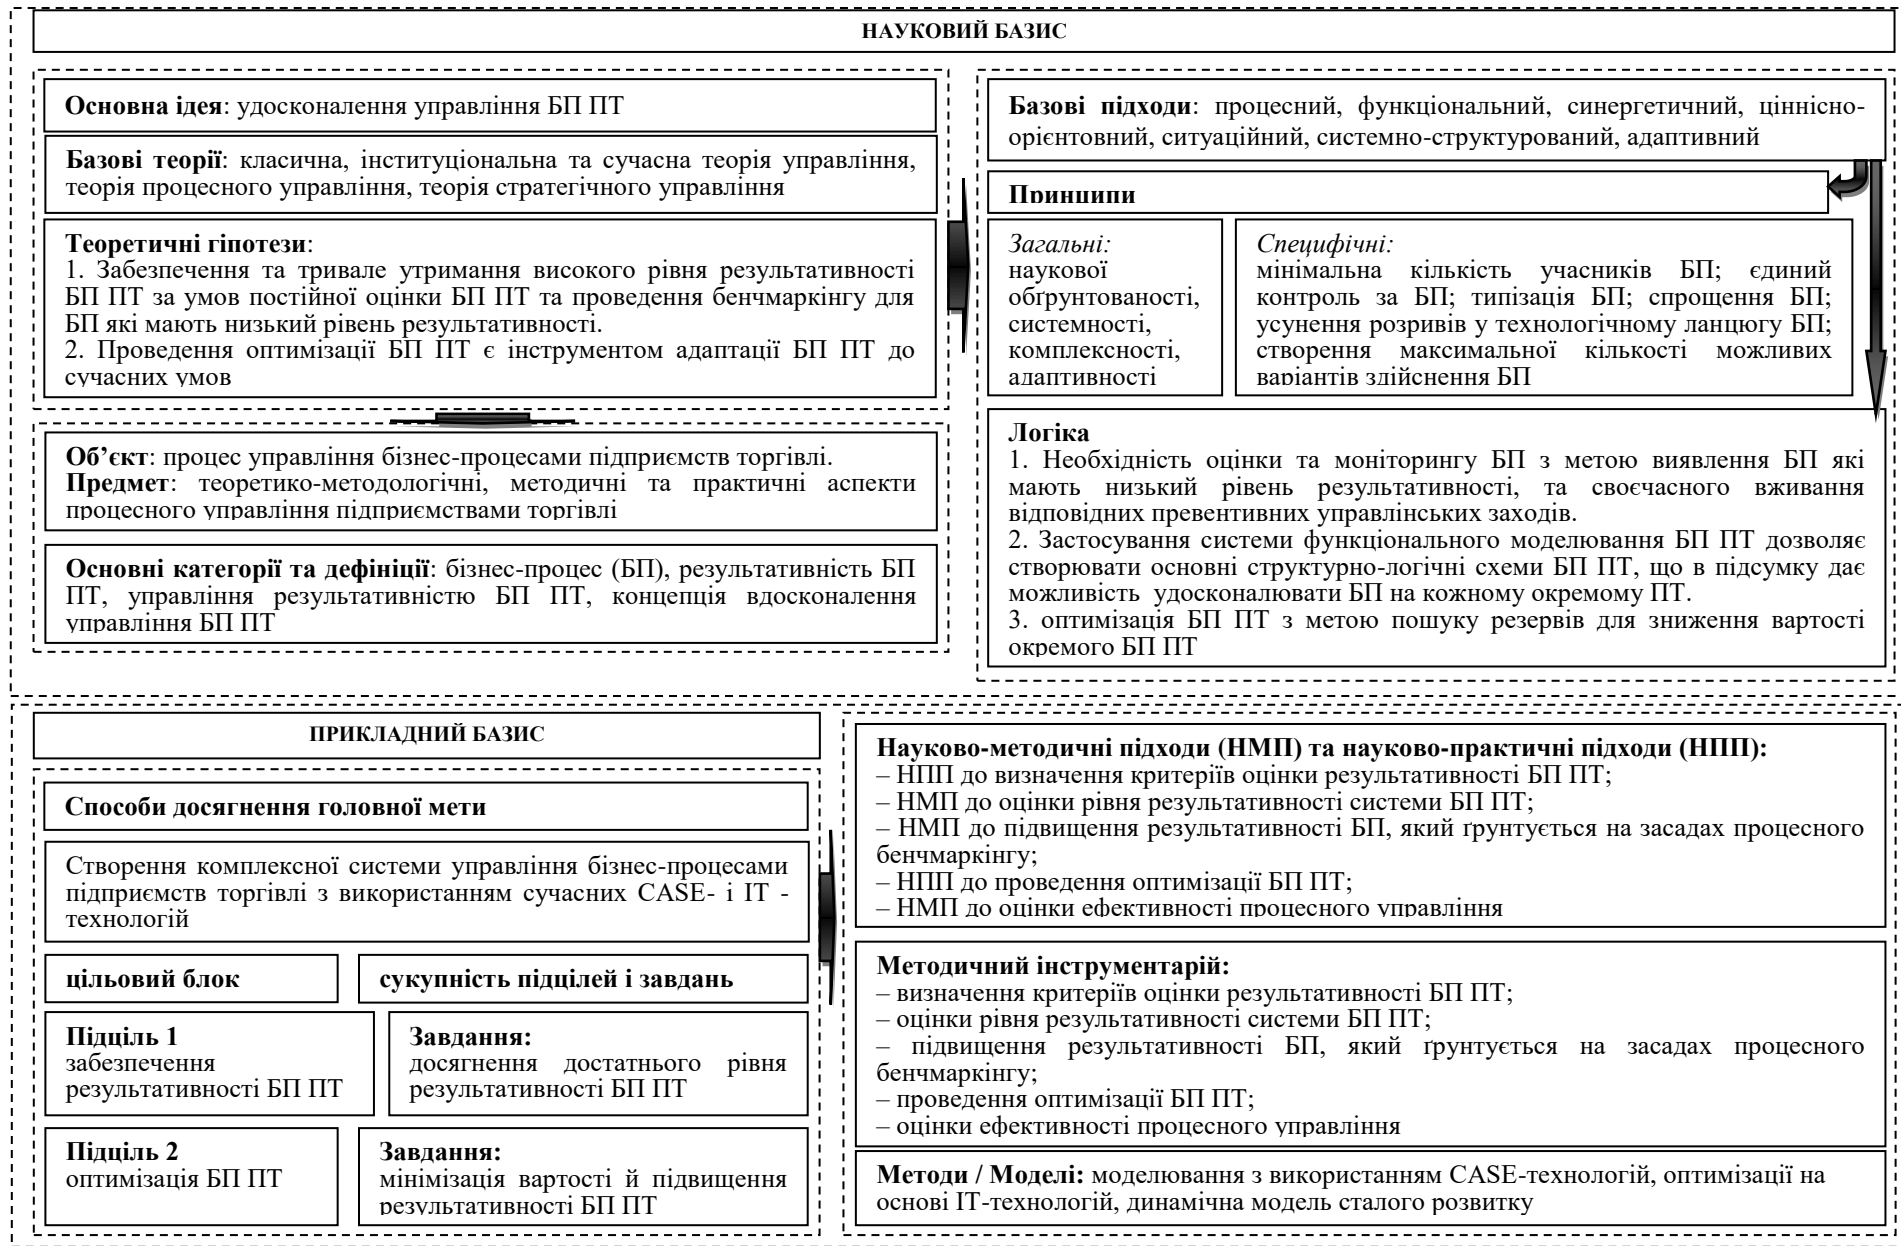 НАУКОВИЙ БАЗИС
Основна ідея: удосконалення управління БП ПТ
Базові теорії: класична, інституціональна та сучасна теорія управління,
теорія процесного управління, теорія стратегічного управління
Теоретичні гіпотези:
1. Забезпечення та тривале утримання високого рівня результативності
БП ПТ за умов постійної оцінки БП ПТ та проведення бенчмаркінгу для
БП які мають низький рівень результативності.
2. Проведення оптимізації БП ПТ є інструментом адаптації БП ПТ до
сучасних умов
Об’єкт: процес управління бізнес-процесами підприємств торгівлі.
Предмет: теоретико-методологічні, методичні та практичні аспекти
процесного управління підприємствами торгівлі
Основні категорії та дефініції: бізнес-процес (БП), результативність БП
ПТ, управління результативністю БП ПТ, концепція вдосконалення
управління БП ПТ
Базові підходи: процесний, функціональний, синергетичний, ціннісно-
орієнтовний, ситуаційний, системно-структурований, адаптивний
Принципи
Загальні:
наукової
обґрунтованості,
системності,
комплексності,
адаптивності
Специфічні:
мінімальна кількість учасників БП; єдиний
контроль за БП; типізація БП; спрощення БП;
усунення розривів у технологічному ланцюгу БП;
створення максимальної кількості можливих
варіантів здійснення БП
Логіка
1. Необхідність оцінки та моніторингу БП з метою виявлення БП які
мають низький рівень результативності, та своєчасного вживання
відповідних превентивних управлінських заходів.
2. Застосування системи функціонального моделювання БП ПТ дозволяє
створювати основні структурно-логічні схеми БП ПТ, що в підсумку дає
можливість удосконалювати БП на кожному окремому ПТ.
3. оптимізація БП ПТ з метою пошуку резервів для зниження вартості
окремого БП ПТ
ПРИКЛАДНИЙ БАЗИС
Способи досягнення головної мети
Створення комплексної системи управління бізнес-процесами
підприємств торгівлі з використанням сучасних CASE- і IT -
технологій
цільовий блок
сукупність підцілей і завдань
Підціль 1
забезпечення
результативності БП ПТ
Завдання:
досягнення достатнього рівня
результативності БП ПТ
Підціль 2
оптимізація БП ПТ
Завдання:
мінімізація вартості й підвищення
результативності БП ПТ
Науково-методичні підходи (НМП) та науково-практичні підходи (НПП):
– НПП до визначення критеріїв оцінки результативності БП ПТ;
– НМП до оцінки рівня результативності системи БП ПТ;
– НМП до підвищення результативності БП, який ґрунтується на засадах процесного
бенчмаркінгу;
– НПП до проведення оптимізації БП ПТ;
– НМП до оцінки ефективності процесного управління
Методичний інструментарій:
– визначення критеріїв оцінки результативності БП ПТ;
– оцінки рівня результативності системи БП ПТ;
– підвищення результативності БП, який ґрунтується на засадах процесного
бенчмаркінгу;
– проведення оптимізації БП ПТ;
– оцінки ефективності процесного управління
Методи / Моделі: моделювання з використанням CASE-технологій, оптимізації на
основі IT-технологій, динамічна модель сталого розвитку